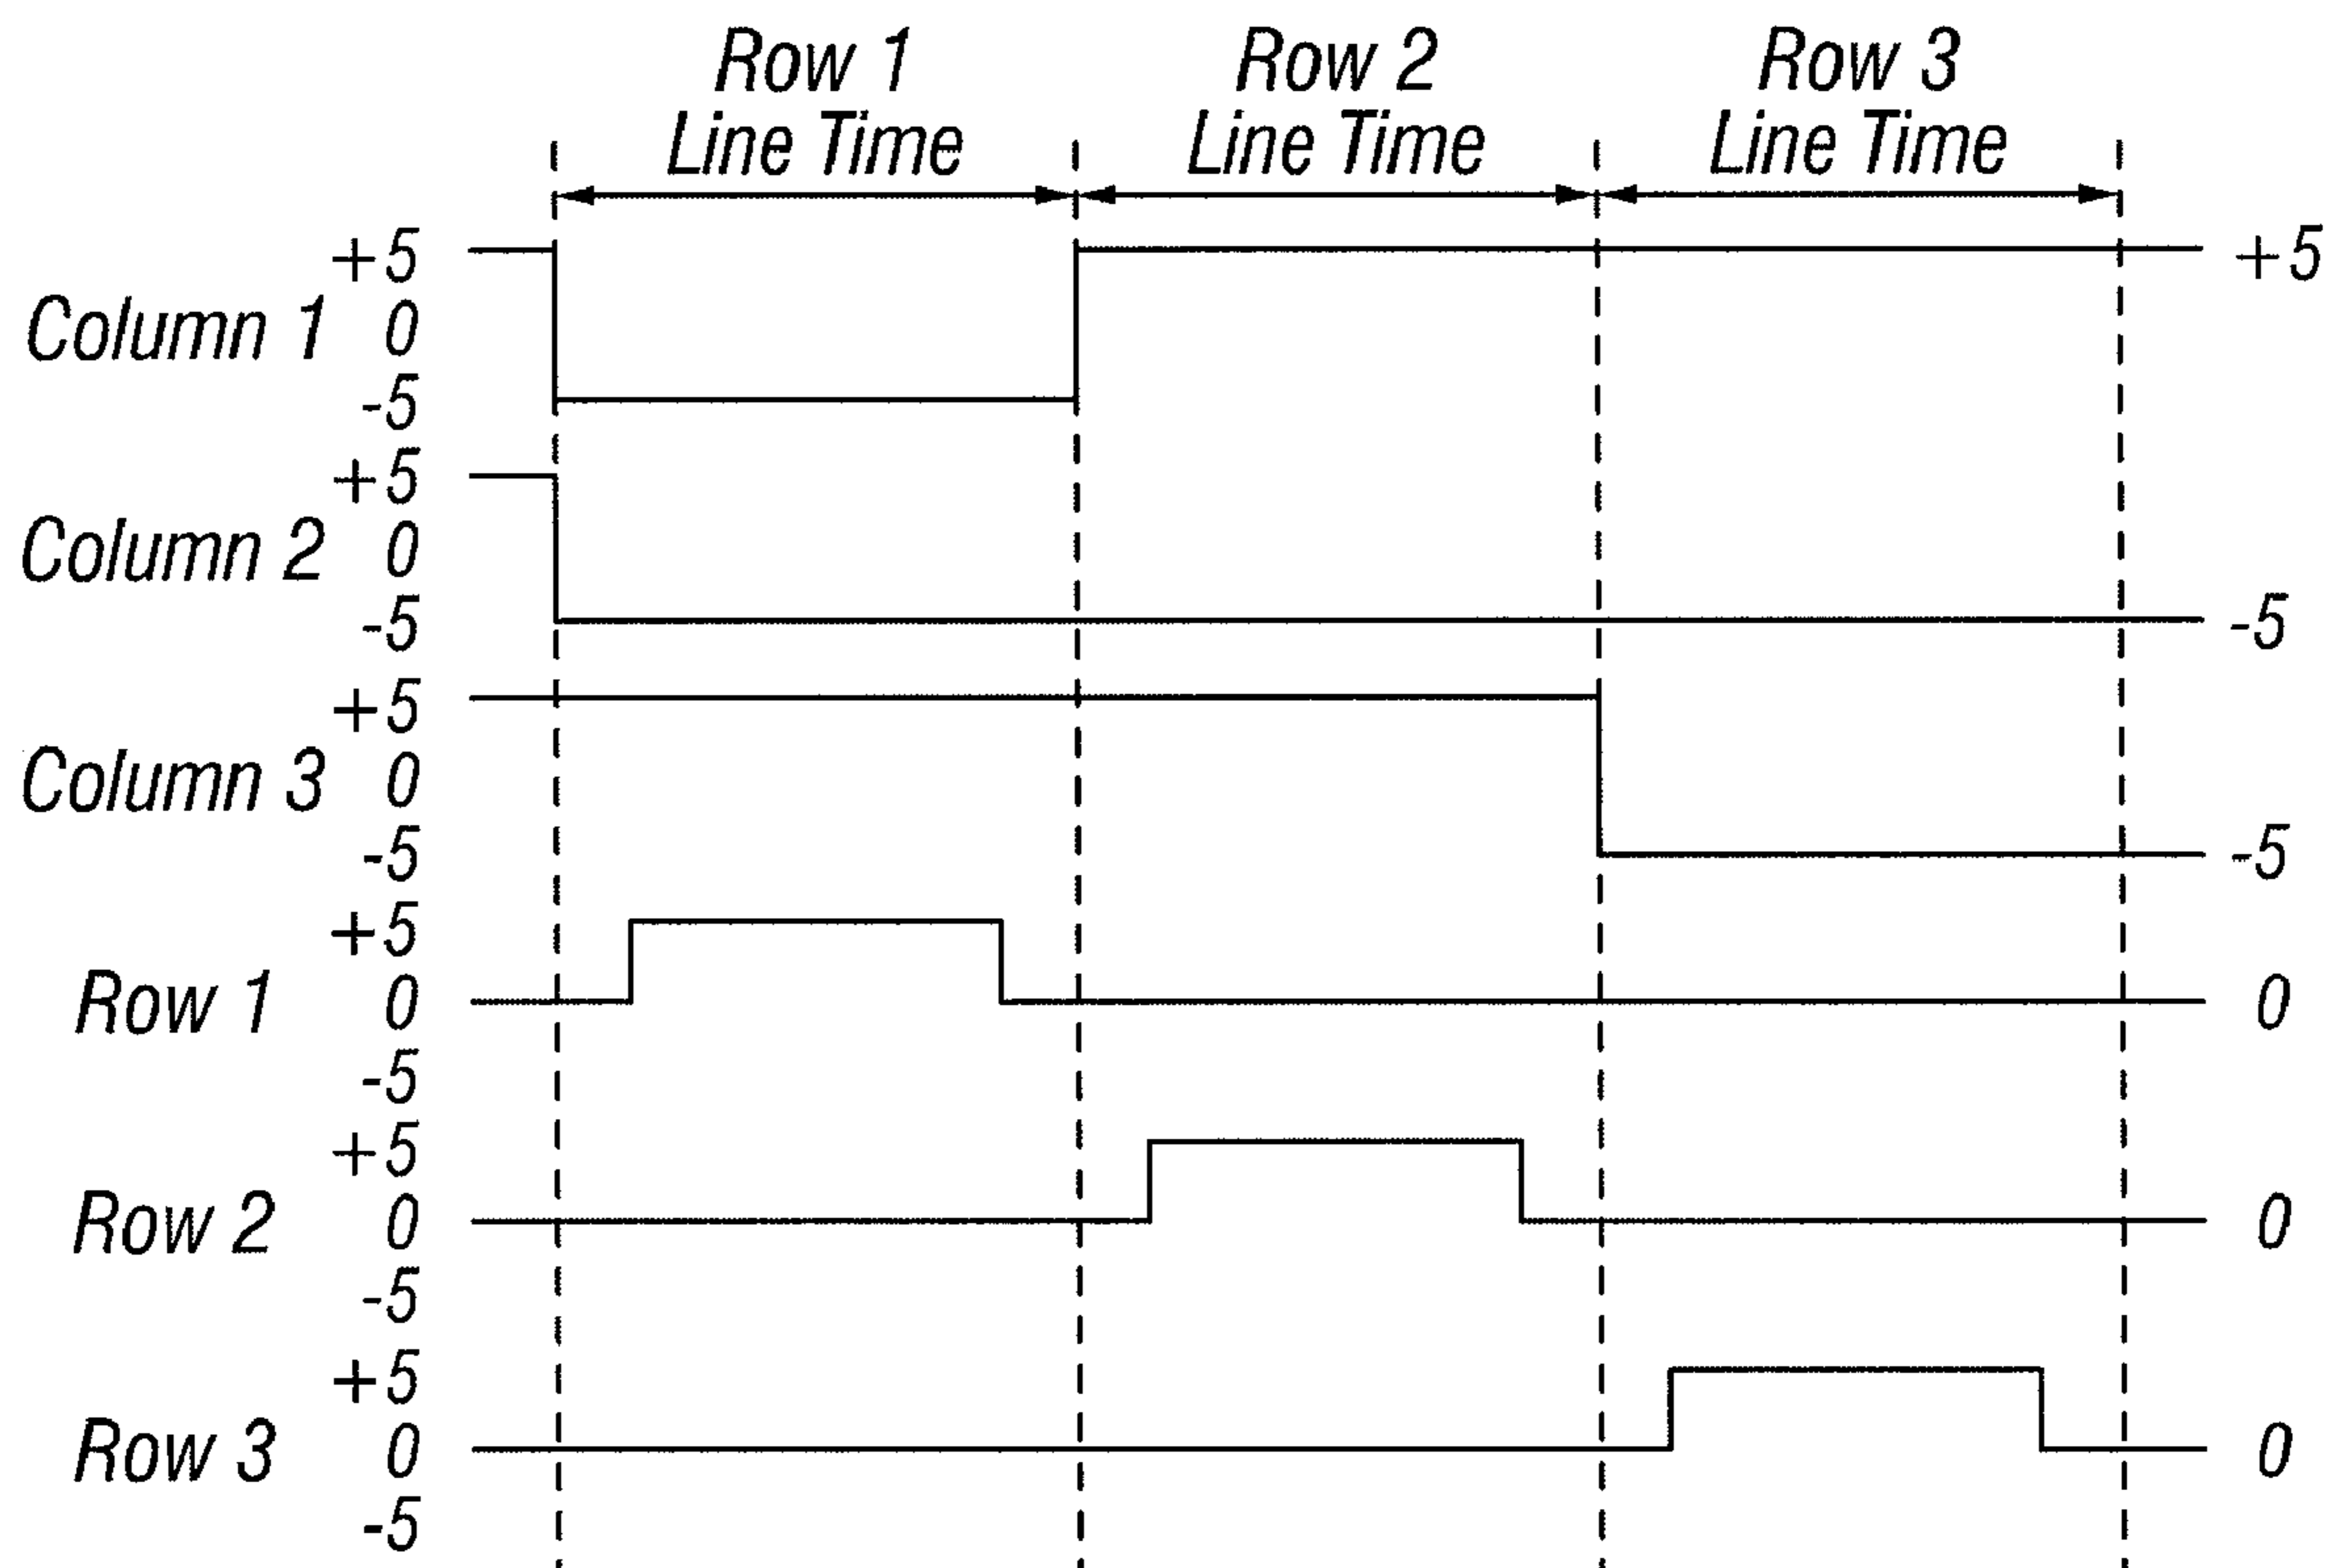 Row 1 Row 2 Row 3
Line Time Line Time Line Time
+5 +5
Column 1 0
-5
+5
Column 2 0
-5 -5
+5
Column 3 0
-5 -5
+5
Row 1 0 0
-5
+5
Row 2 0 0
-5
+5
Row 3 0 0
-5